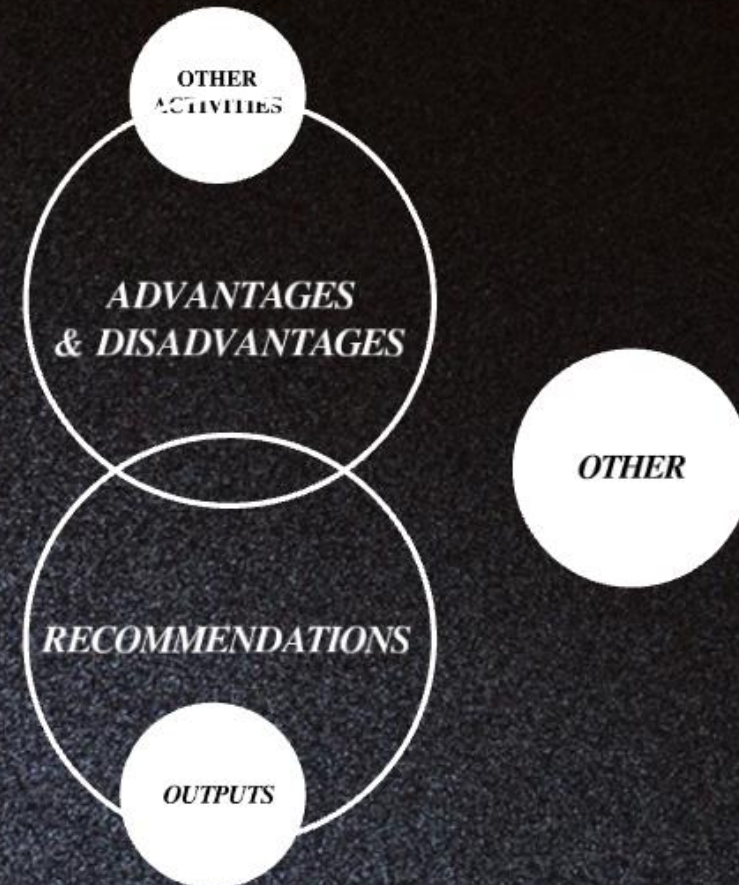 OTHER
ACTIVITIES
ADVANTAGES
& DISADVANTAGES
OTHER
RECOMMENDATIONS
OUTPUTS